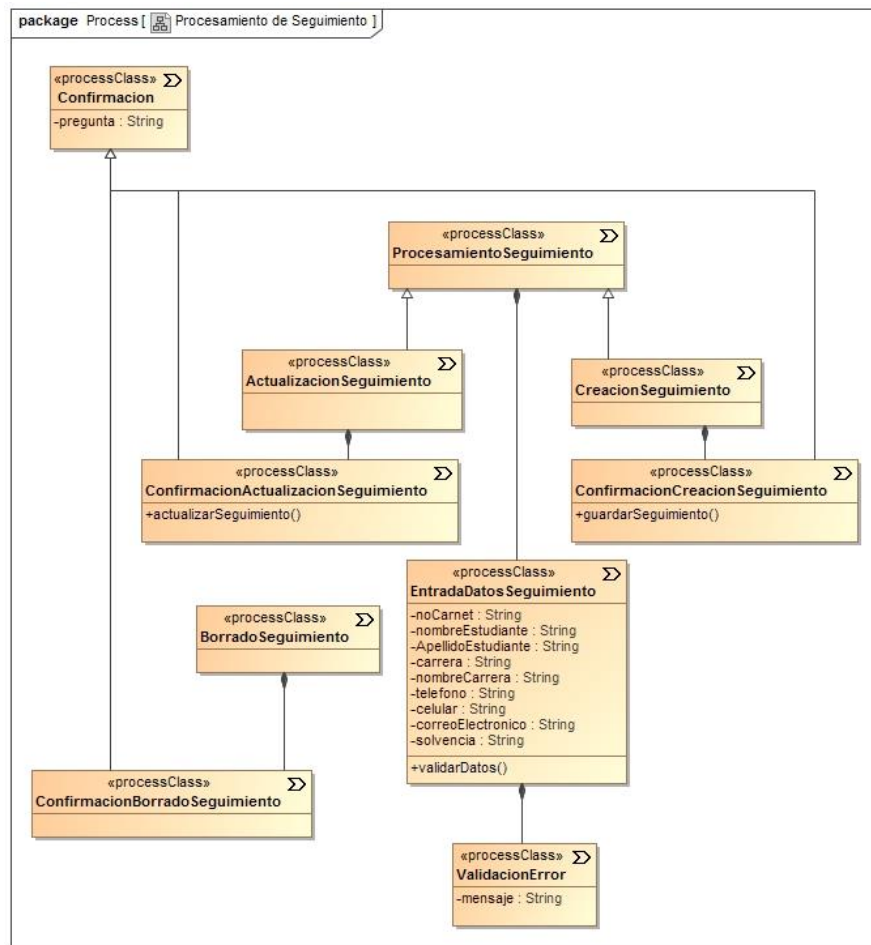 package Process [ Procesamiento de Seguimiento ]
«processClass»
Confirmacion
-pregunta : String
«processClass»
ProcesamientoSeguimiento
«processClass»
ActualizacionSeguimiento
«processClass»
CreacionSeguimiento
«processClass»
ConfirmacionActualizacionSeguimiento
+actualizarSeguimiento()
«processClass»
ConfirmacionCreacionSeguimiento
+guardarSeguimiento()
«processClass»
EntradaDatosSeguimiento
-noCarnet : String
-nombreEstudiante : String
-ApellidoEstudiante : String
-carrera : String
-nombreCarrera : String
-telefono : String
-celular : String
-correoElectronico : String
-solvencia : String
+validarDatos()
«processClass»
BorradoSeguimiento
«processClass»
ConfirmacionBorradoSeguimiento
«processClass»
ValidacionError
-mensaje : String